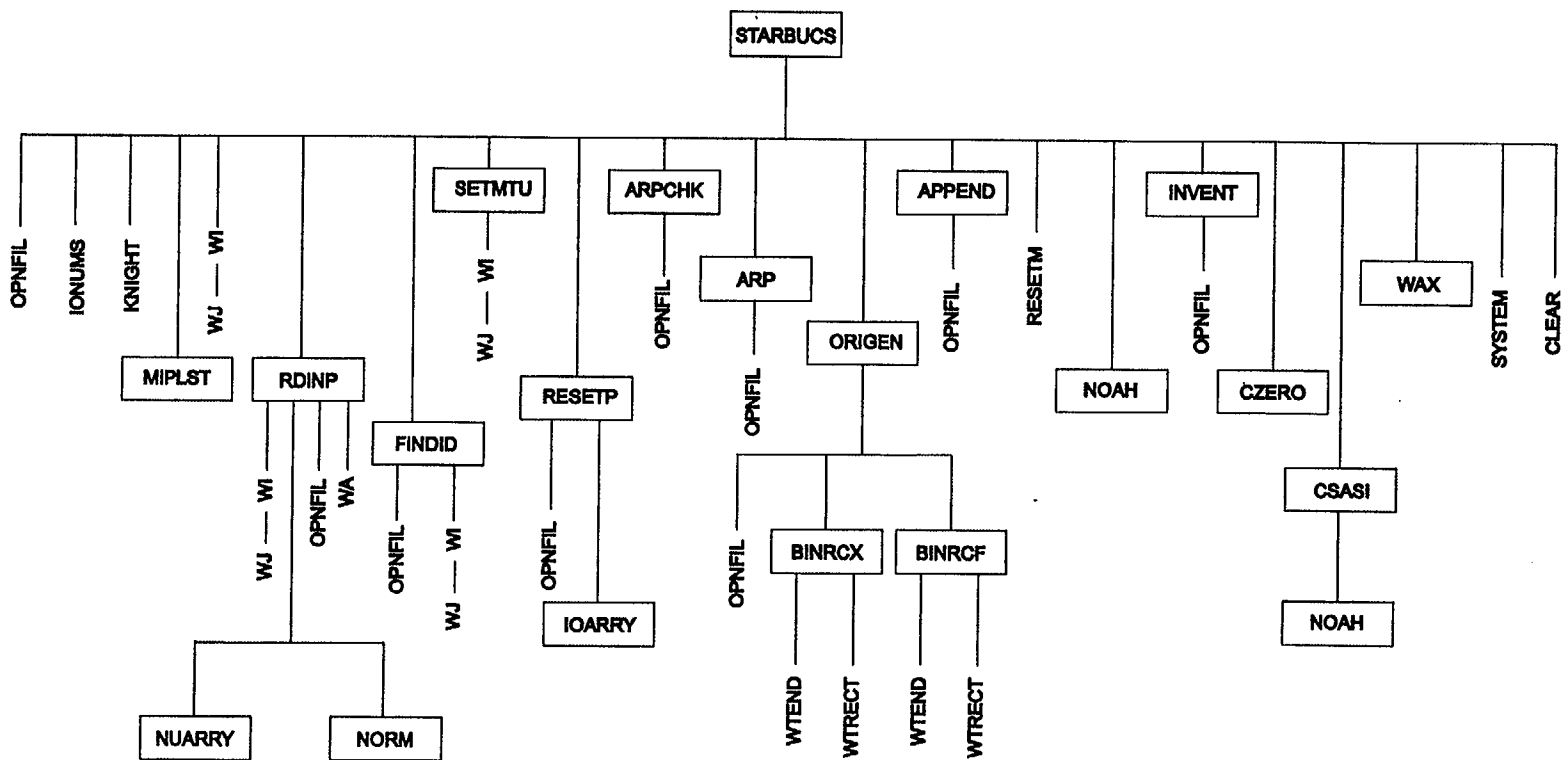 STARBUCS
OPNFIL
IONUMS
KNIGHT
MIPLST
WJ — WI
RDINP
WJ — WI
OPNFIL
WA
NUARRY
NORM
FINDID
OPNFIL
WJ — WI
SETMTU
WJ — WI
RESETP
OPNFIL
IOARRY
ARPCHK
OPNFIL
ARP
OPNFIL
ORIGEN
OPNFIL
BINRCX
WTEND
WTRECT
BINRCF
WTEND
WTRECT
APPEND
OPNFIL
RESETM
NOAH
INVENT
OPNFIL
CZERO
CSASI
NOAH
WAX
SYSTEM
CLEAR